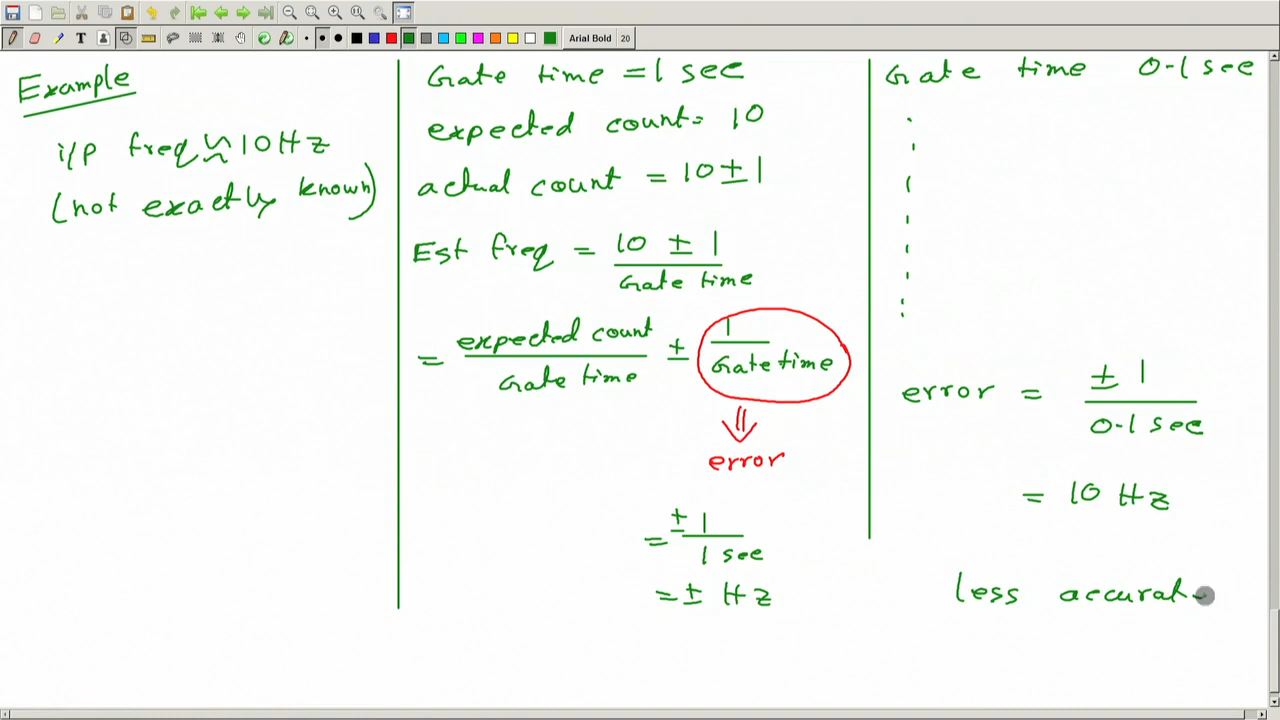 Arial Bold 20
Example
i/p freq ≈ 10 Hz
(not exactly known)
Gate time = 1 sec
expected count = 10
actual count = 10 ± 1
Est freq = 10 ± 1
Gate time
= expected count ± 1
Gate time Gate time
error
= ± 1
1 sec
= ± Hz
Gate time 0.1 sec
error = ± 1
0.1 sec
= 10 Hz
less accurat